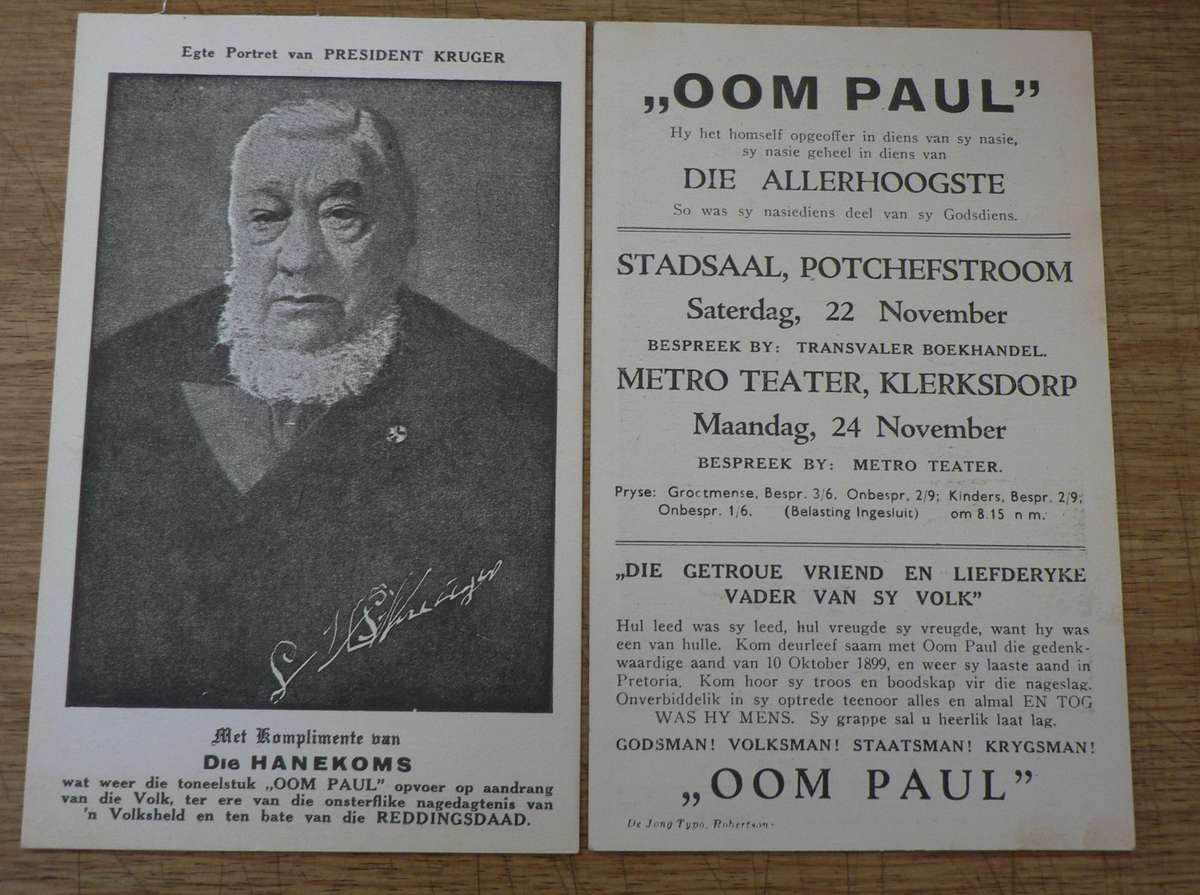 Egte Portret van PRESIDENT KRUGER
S J P Kruger
Met Komplimente van
Die HANEKOMS
wat weer die toneelstuk „OOM PAUL” opvoer op aandrang
van die Volk, ter ere van die onsterflike nagedagtenis van
'n Volksheld en ten bate van die REDDINGSDAAD.
„OOM PAUL”
Hy het homself opgeoffer in diens van sy nasie,
sy nasie geheel in diens van
DIE ALLERHOOGSTE
So was sy nasiediens deel van sy Godsdiens.
STADSAAL, POTCHEFSTROOM
Saterdag, 22 November
BESPREEK BY: TRANSVALER BOEKHANDEL.
METRO TEATER, KLERKSDORP
Maandag, 24 November
BESPREEK BY: METRO TEATER.
Pryse: Grootmense, Bespr. 3/6, Onbespr, 2/9; Kinders, Bespr. 2/9;
Onbespr. 1/6. (Belasting Ingesluit) om 8.15 n m.
„DIE GETROUE VRIEND EN LIEFDERYKE
VADER VAN SY VOLK”
Hul leed was sy leed, hul vreugde sy vreugde, want hy was
een van hulle. Kom deurleef saam met Oom Paul die gedenk-
waardige aand van 10 Oktober 1899, en weer sy laaste aand in
Pretoria. Kom hoor sy troos en boodskap vir die nageslag.
Onverbiddelik in sy optrede teenoor alles en almal EN TOG
WAS HY MENS. Sy grappe sal u heerlik laat lag.
GODSMAN! VOLKSMAN! STAATSMAN! KRYGSMAN!
„OOM PAUL”
De Jong Typo, Robertson.